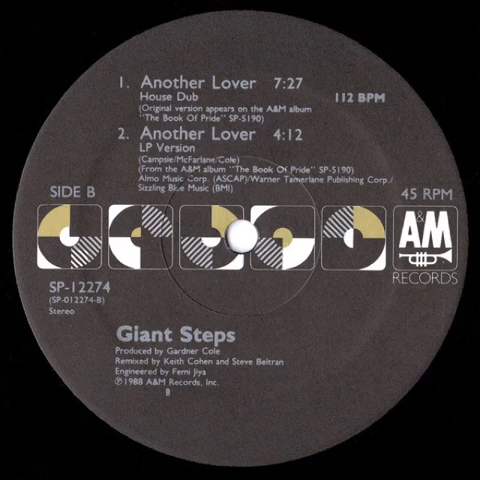 1. Another Lover 7:27
House Dub 112 BPM
(Original version appears on the A&M album
"The Book Of Pride" SP-5190)
2. Another Lover 4:12
LP Version
(Campsie/McFarlane/Cole)
(From the A&M album "The Book Of Pride" SP-5190)
Almo Music Corp. (ASCAP)/Warner Tamerlane Publishing Corp./
Sizzling Blue Music (BMI)
SIDE B 45 RPM
A&M
RECORDS
SP-12274
(SP-012274-B)
Stereo
Giant Steps
Produced by Gardner Cole
Remixed by Keith Cohen and Steve Beltran
Engineered by Femi Jiya
℗1988 A&M Records, Inc.
B